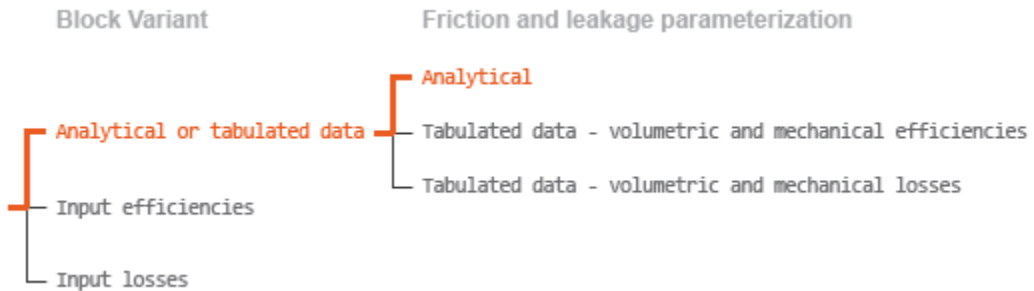 Block Variant
Friction and leakage parameterization
Analytical
Analytical or tabulated data
Tabulated data - volumetric and mechanical efficiencies
Tabulated data - volumetric and mechanical losses
Input efficiencies
Input losses